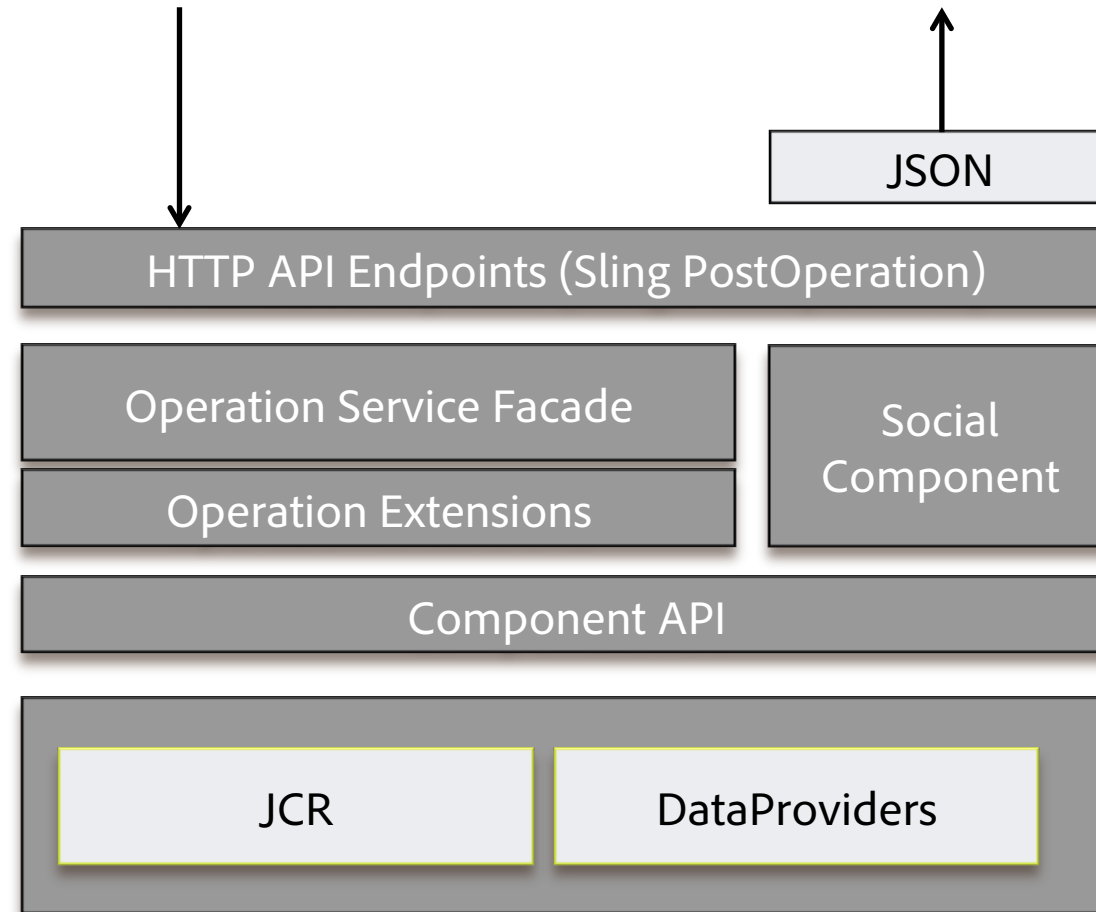 JSON
HTTP API Endpoints (Sling PostOperation)
Operation Service Facade
Operation Extensions
Social
Component
Component API
JCR
DataProviders